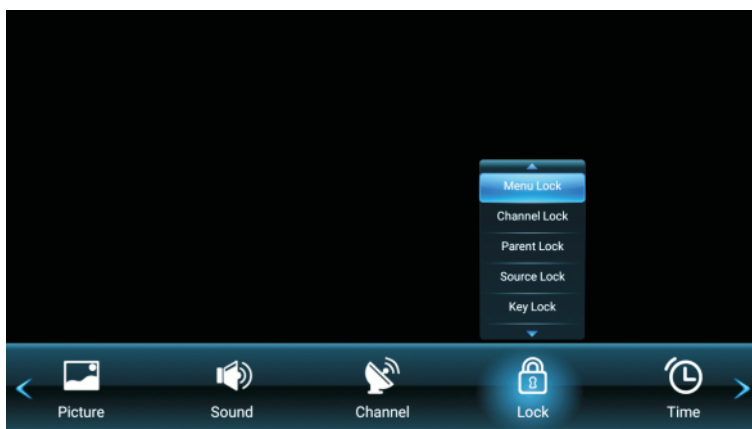 Menu Lock
Channel Lock
Parent Lock
Source Lock
Key Lock
Picture Sound Channel Lock Time